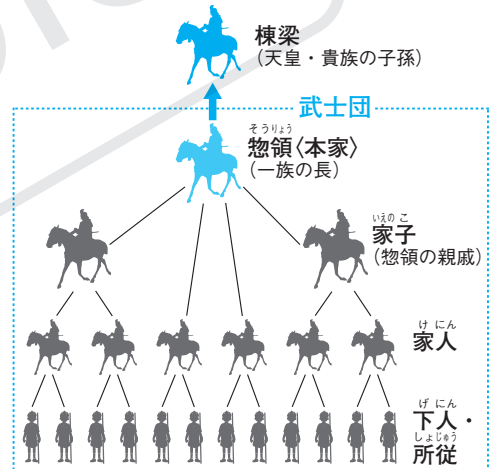 棟梁
(天皇・貴族の子孫)
武士団
そうりょう
惣領〈本家〉
(一族の長)
いえのこ
家子
(惣領の親戚)
けにん
家人
げにん
下人・
しょじゅう
所従